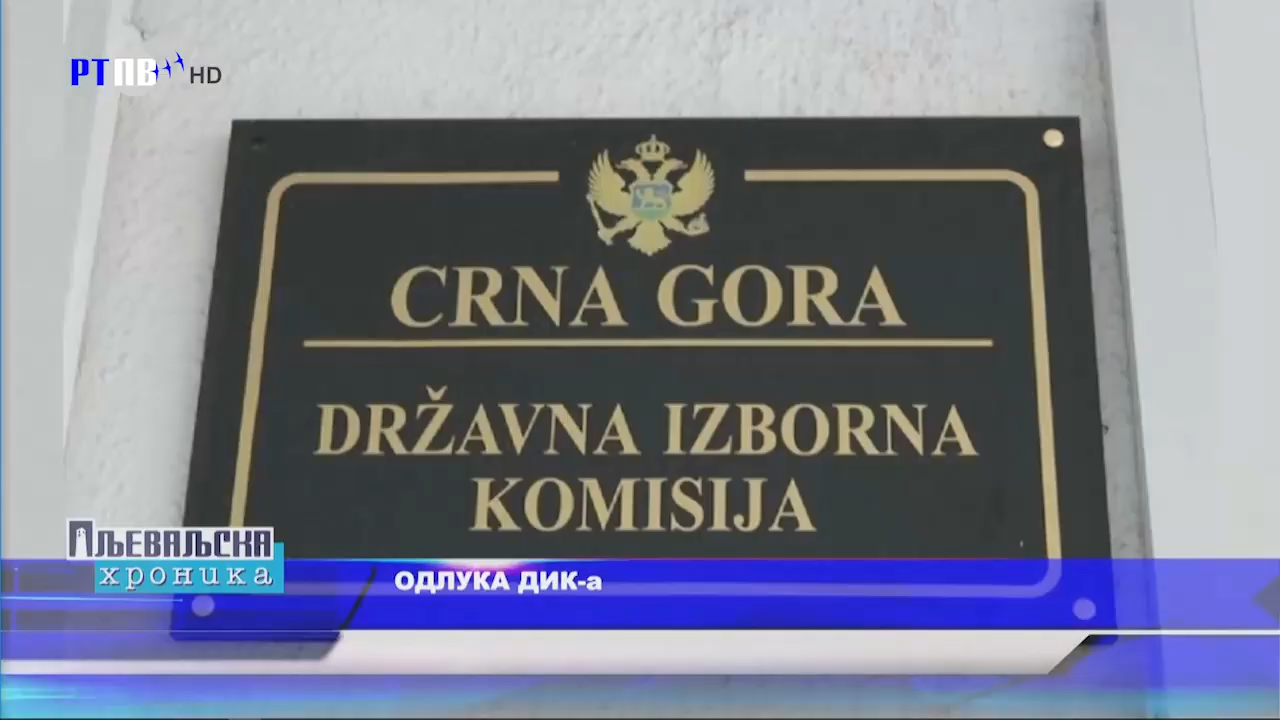 РТПВ HD
CRNA GORA
DRŽAVNA IZBORNA
KOMISIJA
Пљеваљска
хроника
ОДЛУКА ДИК-а